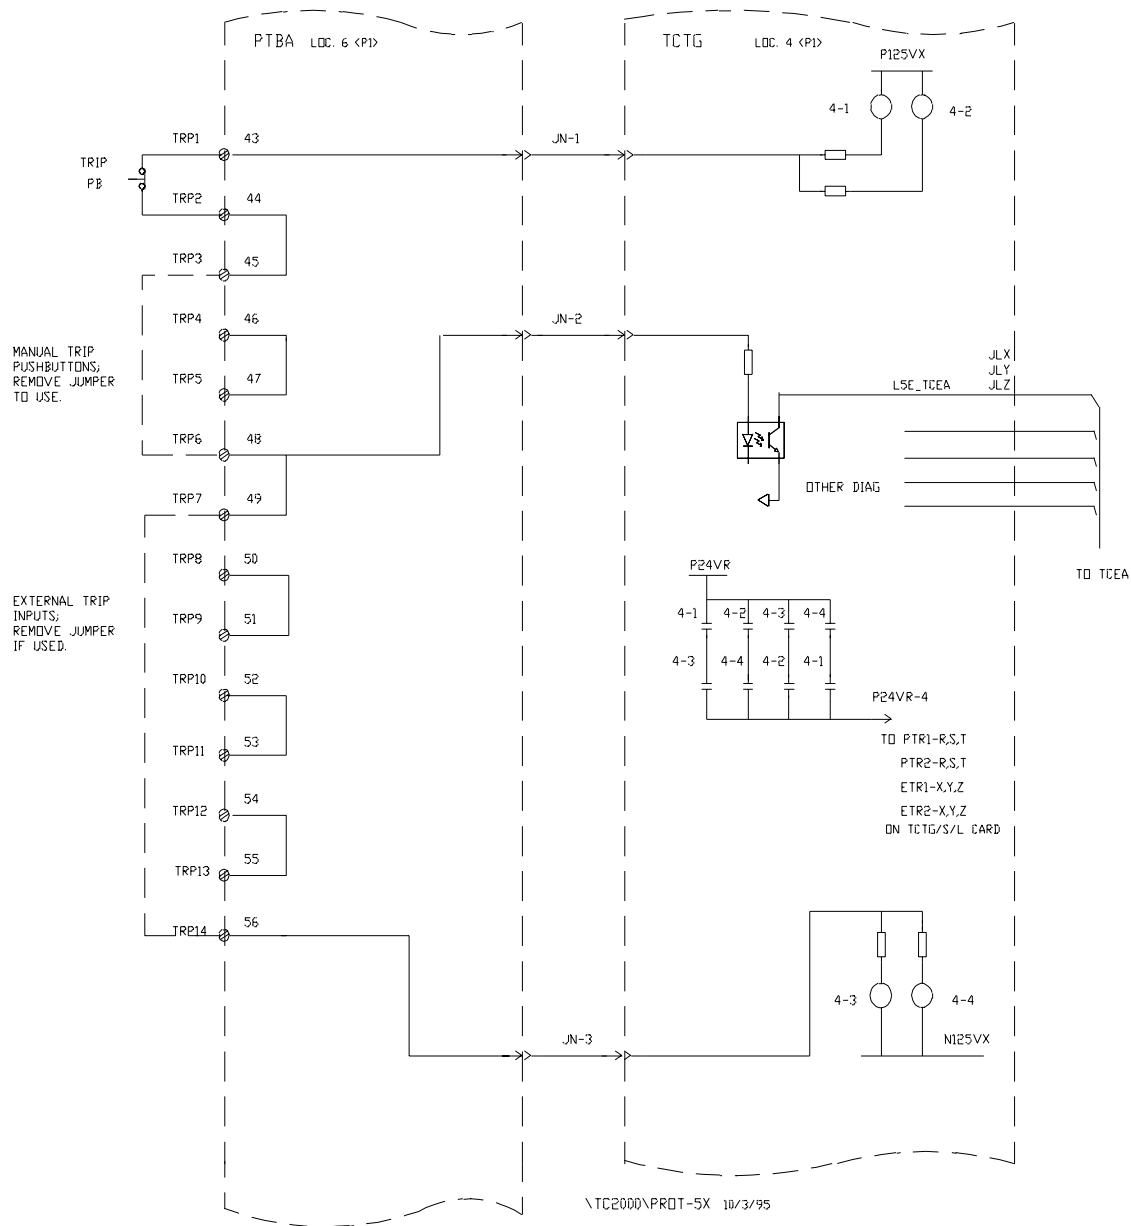 PTBA LOC. 6 <P1>
TCTG LOC. 4 <P1>
P125VX
4-1
4-2
TRP1 43
JN-1
TRIP
PB
TRP2 44
TRP3 45
TRP4 46
JN-2
MANUAL TRIP
PUSHBUTTONS;
REMOVE JUMPER
TO USE.
TRP5 47
JLX
JLY
JLZ
L5E_TCEA
TRP6 48
TRP7 49
OTHER DIAG
TRP8 50
P24VR
TO TCEA
EXTERNAL TRIP
INPUTS;
REMOVE JUMPER
IF USED.
TRP9 51
4-1 4-2 4-3 4-4
4-3 4-4 4-2 4-1
TRP10 52
P24VR-4
TRP11 53
TO PTR1-R,S,T
PTR2-R,S,T
ETR1-X,Y,Z
ETR2-X,Y,Z
ON TCTG/S/L CARD
TRP12 54
TRP13 55
TRP14 56
4-3
4-4
JN-3
N125VX
\TC2000\PROT-5X 10/3/95